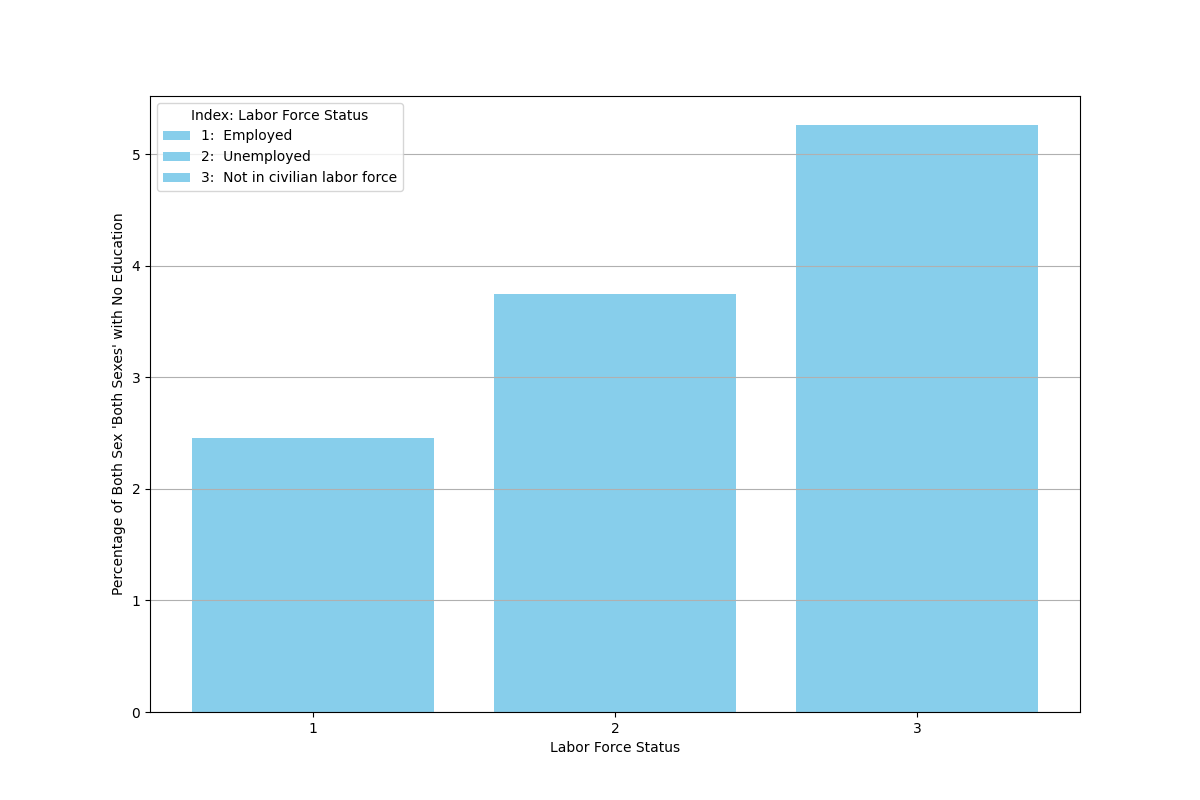 Index: Labor Force Status
1:  Employed
2:  Unemployed
3:  Not in civilian labor force
Percentage of Both Sex 'Both Sexes' with No Education
5
4
3
2
1
0
1
2
3
Labor Force Status